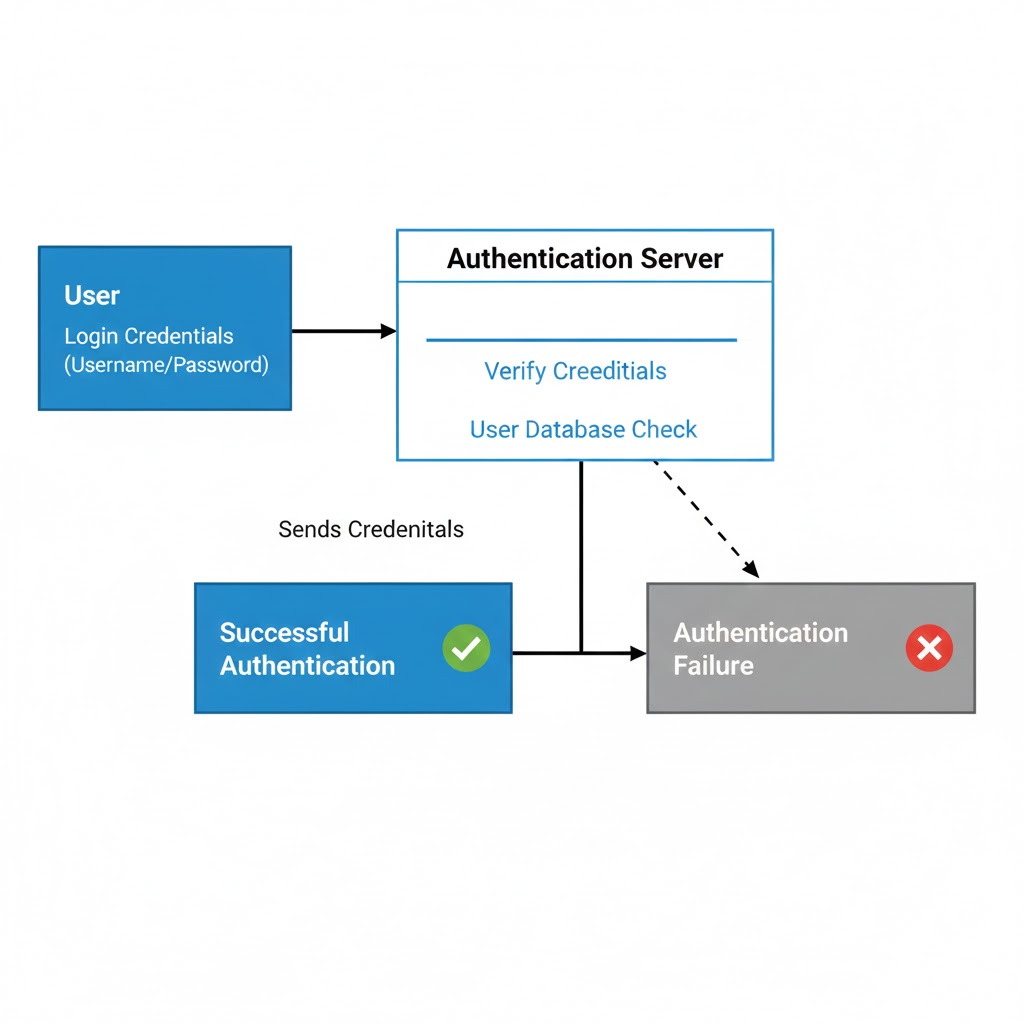 User
Login Credentials
(Username/Password)
Authentication Server
Verify Creeditials
User Database Check
Sends Credenitals
Successful
Authentication
Authentication
Failure